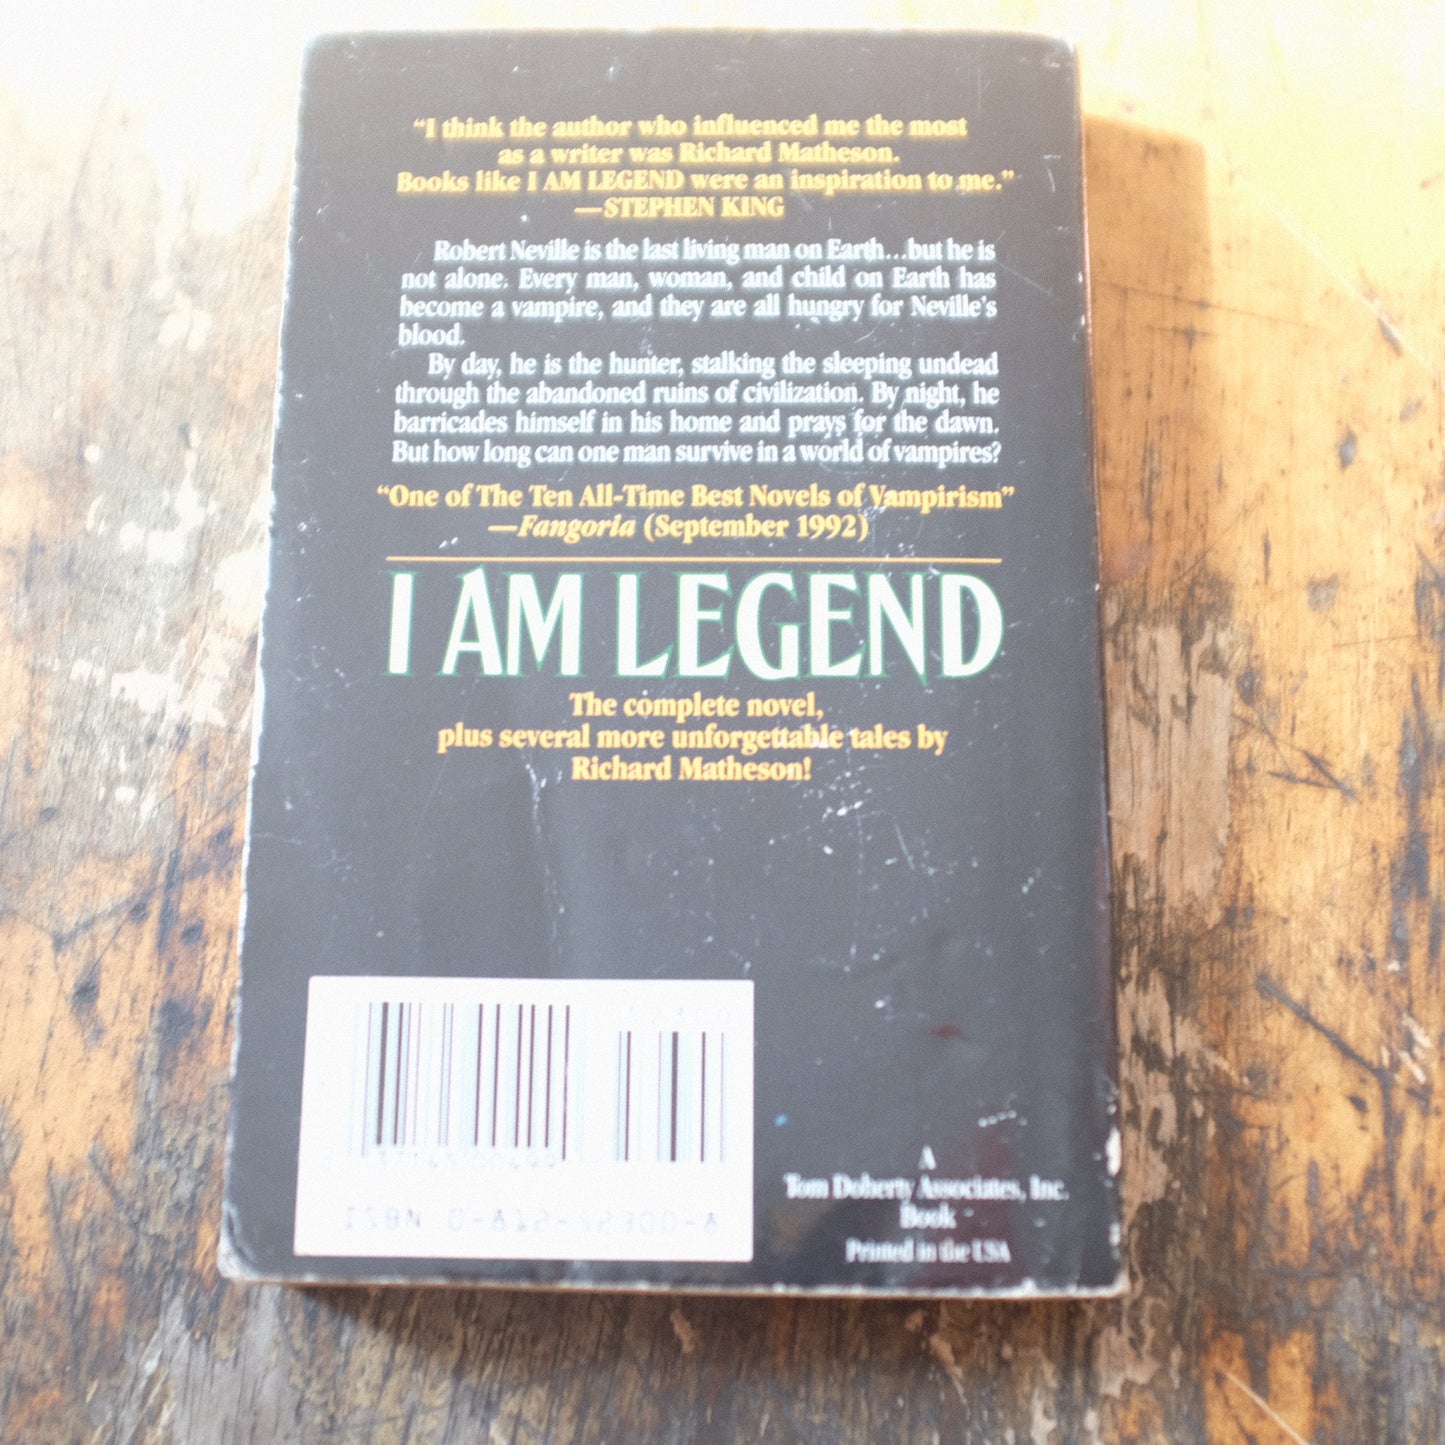 “I think the author who influenced me the most
as a writer was Richard Matheson.
Books like I AM LEGEND were an inspiration to me.”
—STEPHEN KING
Robert Neville is the last living man on Earth...but he is
not alone. Every man, woman, and child on Earth has
become a vampire, and they are all hungry for Neville’s
blood.
By day, he is the hunter, stalking the sleeping undead
through the abandoned ruins of civilization. By night, he
barricades himself in his home and prays for the dawn.
But how long can one man survive in a world of vampires?
“One of The Ten All-Time Best Novels of Vampirism”
—Fangoria (September 1992)
I AM LEGEND
The complete novel,
plus several more unforgettable tales by
Richard Matheson!
A
Tom Doherty Associates, Inc.
Book
Printed in the USA